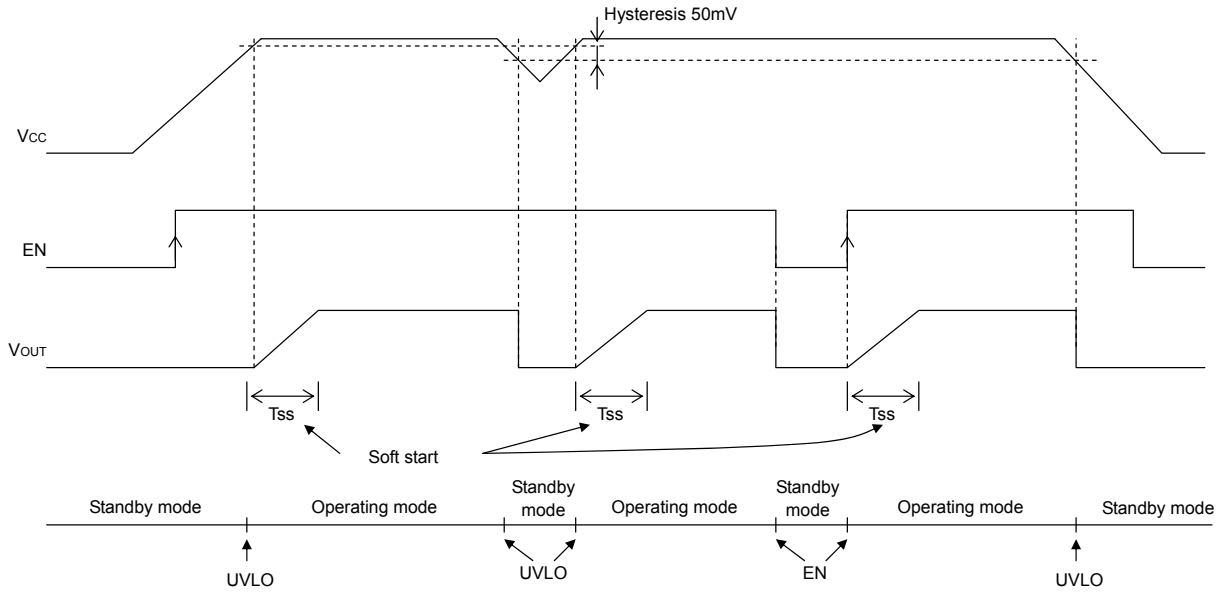 Hysteresis 50mV
VCC
EN
VOUT
Tss
Tss
Tss
Soft start
Standby mode
Operating mode
Standby
mode
Operating mode
Standby
mode
Operating mode
Standby mode
UVLO
UVLO
EN
UVLO